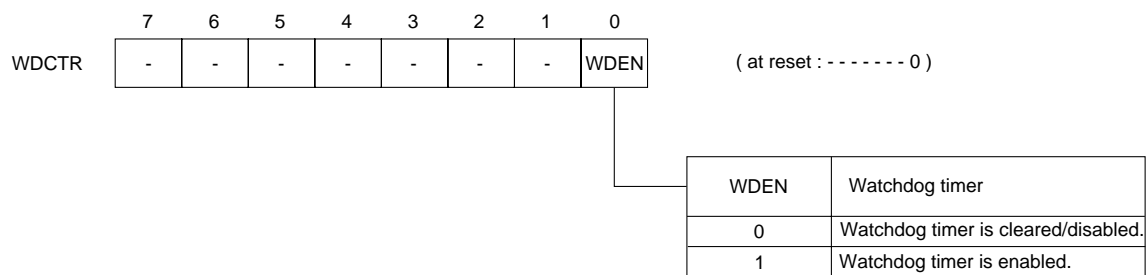 7 6 5 4 3 2 1 0
WDCTR - - - - - - - WDEN ( at reset : - - - - - - - 0 )
WDEN Watchdog timer
0 Watchdog timer is cleared/disabled.
1 Watchdog timer is enabled.